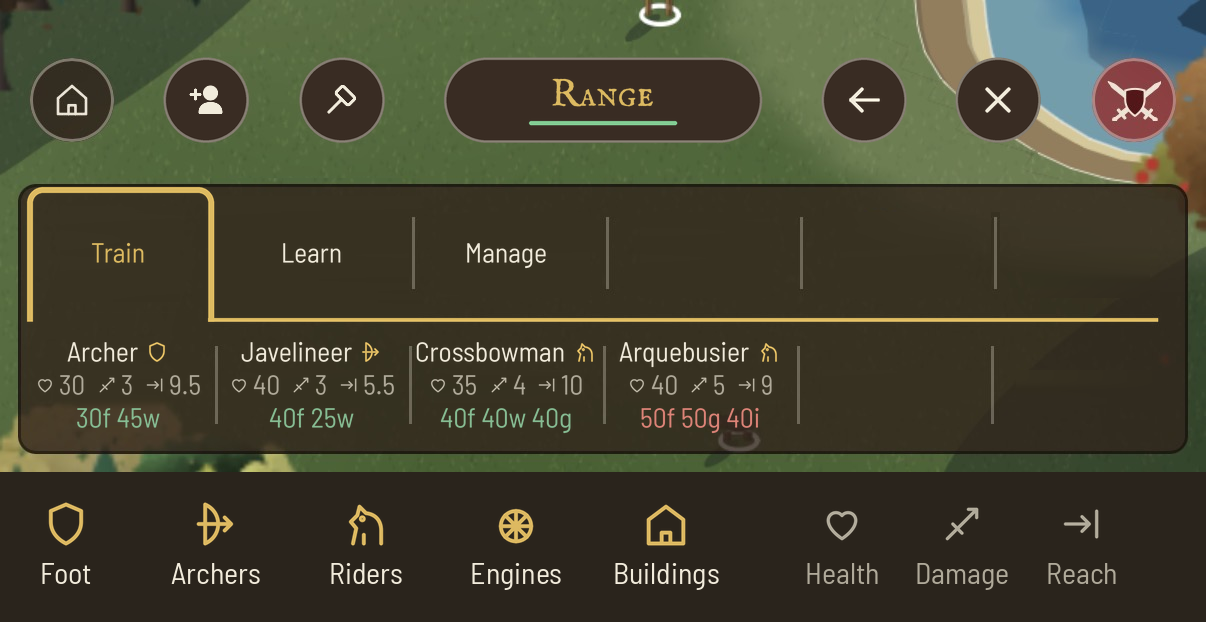 Range
Train Learn Manage
Archer Javelineer Crossbowman Arquebusier
30 3 9.5 40 3 5.5 35 4 10 40 5 9
30f 45w 40f 25w 40f 40w 40g 50f 50g 40i
Foot Archers Riders Engines Buildings Health Damage Reach